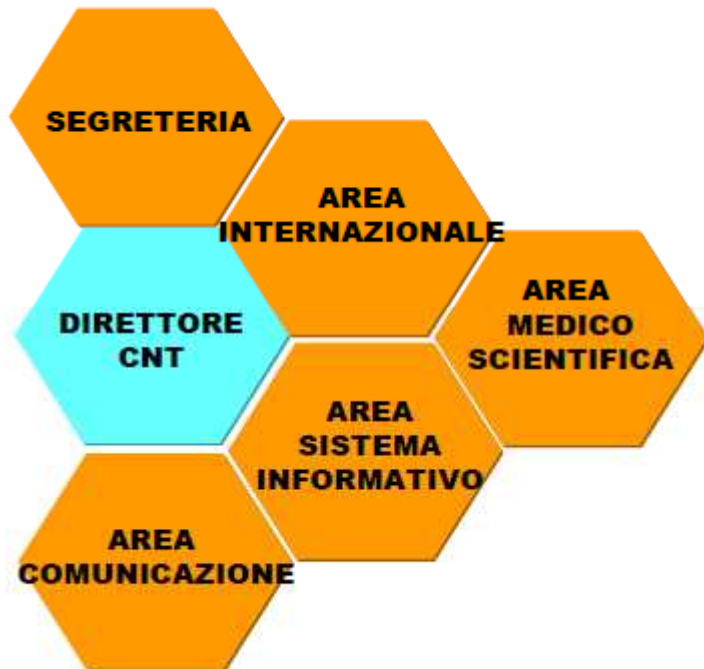 SEGRETERIA
AREA
INTERNAZIONALE
DIRETTORE
CNT
AREA
MEDICO
SCIENTIFICA
AREA
SISTEMA
INFORMATIVO
AREA
COMUNICAZIONE